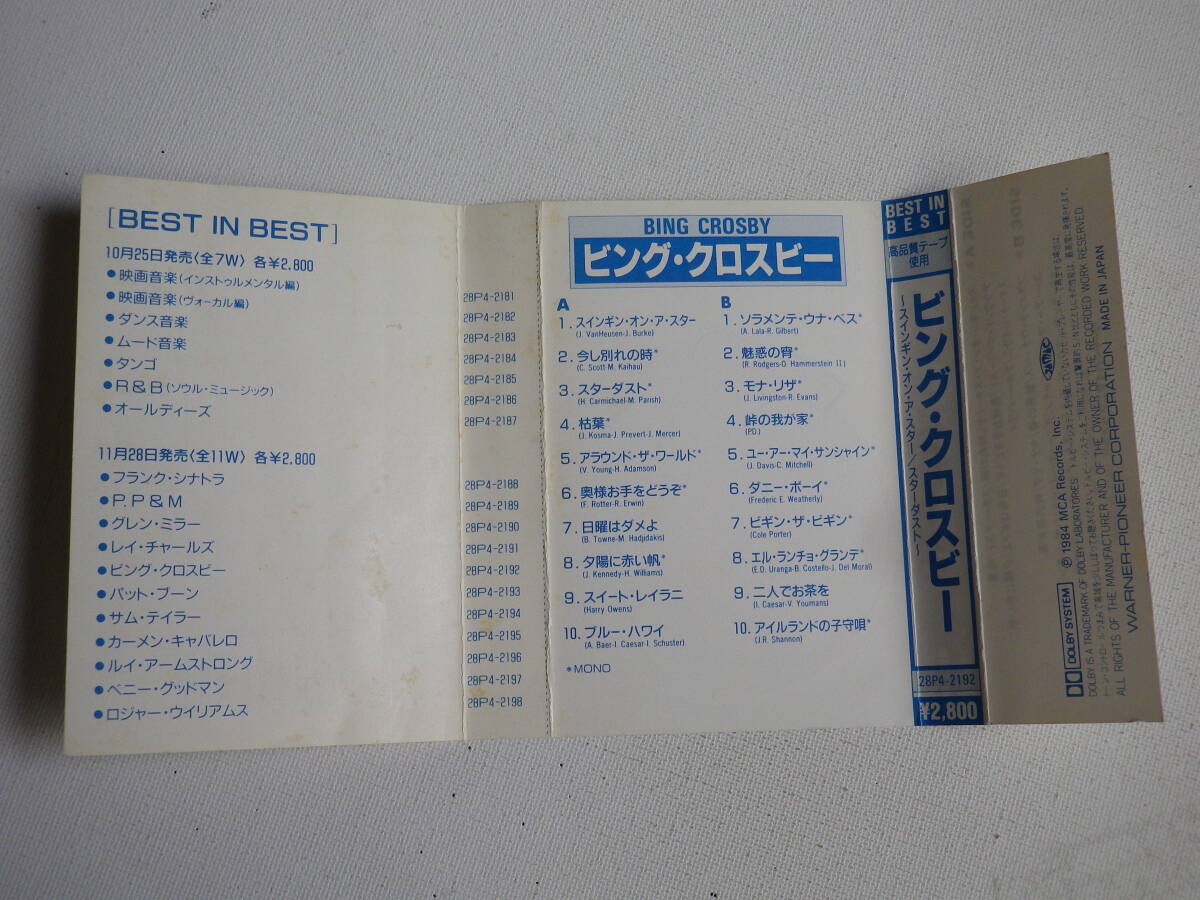 [BEST IN BEST]
10月25日発売〈全7W〉各¥2,800
●映画音楽(インストゥルメンタル編) 28P4-2181
●映画音楽(ヴォーカル編) 28P4-2182
●ダンス音楽 28P4-2183
●ムード音楽 28P4-2184
●タンゴ 28P4-2185
●R&B(ソウル・ミュージック) 28P4-2186
●オールディーズ 28P4-2187
11月28日発売〈全11W〉各¥2,800
●フランク・シナトラ 28P4-2188
●P.P&M 28P4-2189
●グレン・ミラー 28P4-2190
●レイ・チャールズ 28P4-2191
●ビング・クロスビー 28P4-2192
●パット・ブーン 28P4-2193
●サム・テイラー 28P4-2194
●カーメン・キャバレロ 28P4-2195
●ルイ・アームストロング 28P4-2196
●ベニー・グッドマン 28P4-2197
●ロジャー・ウイリアムス 28P4-2198
BING CROSBY
ビング・クロスビー
A
1.スインギン・オン・ア・スター
(J. VanHeusen-J. Burke)
2.今し別れの時*
(C. Scott-M. Kaihau)
3.スターダスト*
(H. Carmichael-M. Parish)
4.枯葉*
(J. Kosma-J. Prevert-J. Mercer)
5.アラウンド・ザ・ワールド*
(V. Young-H. Adamson)
6.奥様お手をどうぞ*
(F. Rotter-R. Erwin)
7.日曜はダメよ
(B. Towne-M. Hadjidakis)
8.夕陽に赤い帆*
(J. Kennedy-H. Williams)
9.スイート・レイラニ
(Harry Owens)
10.ブルー・ハワイ
(A. Baer-I. Caesar-I. Schuster)
*MONO
B
1.ソラメンテ・ウナ・ベス*
(A. Lala-R. Gilbert)
2.魅惑の宵*
(R. Rodgers-O. Hammerstein II)
3.モナ・リザ*
(J. Livingston-R. Evans)
4.峠の我が家*
(P.D.)
5.ユー・アー・マイ・サンシャイン*
(J. Davis-C. Mitchell)
6.ダニー・ボーイ*
(Frederic E. Weatherly)
7.ビギン・ザ・ビギン*
(Cole Porter)
8.エル・ランチョ・グランデ*
(E.D. Uranga-B. Costello-J. Del Moral)
9.二人でお茶を
(I. Caesar-V. Youmans)
10.アイルランドの子守唄*
(J.R. Shannon)
BEST IN
BEST
高品質テープ
使用
ビング・クロスビー
〜スインギン・オン・ア・スター/スターダスト〜
28P4-2192
¥2,800
DOLBY SYSTEM
℗ 1984 MCA Records, Inc.
DOLBY IS A TRADEMARK OF DOLBY LABORATORIES
ALL RIGHTS OF THE MANUFACTURER AND OF THE OWNER OF THE RECORDED WORK RESERVED
WARNER-PIONEER CORPORATION MADE IN JAPAN